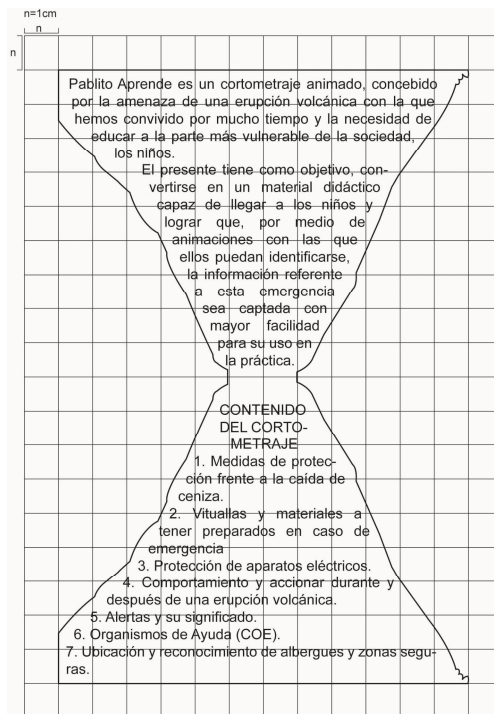 n=1cm
n
n
Pablito Aprende es un cortometraje animado, concebido
por la amenaza de una erupción volcánica con la que
hemos convivido por mucho tiempo y la necesidad de
educar a la parte más vulnerable de la sociedad,
los niños.
El presente tiene como objetivo, con-
vertirse en un material didáctico
capaz de llegar a los niños y
lograr que, por medio de
animaciones con las que
ellos puedan identificarse,
la información referente
a esta emergencia
sea captada con
mayor facilidad
para su uso en
la práctica.
CONTENIDO
DEL CORTO-
METRAJE
1. Medidas de protec-
ción frente a la caída de
ceniza.
2. Vituallas y materiales a
tener preparados en caso de
emergencia
3. Protección de aparatos eléctricos.
4. Comportamiento y accionar durante y
después de una erupción volcánica.
5. Alertas y su significado.
6. Organismos de Ayuda (COE).
7. Ubicación y reconocimiento de albergues y zonas segu-
ras.